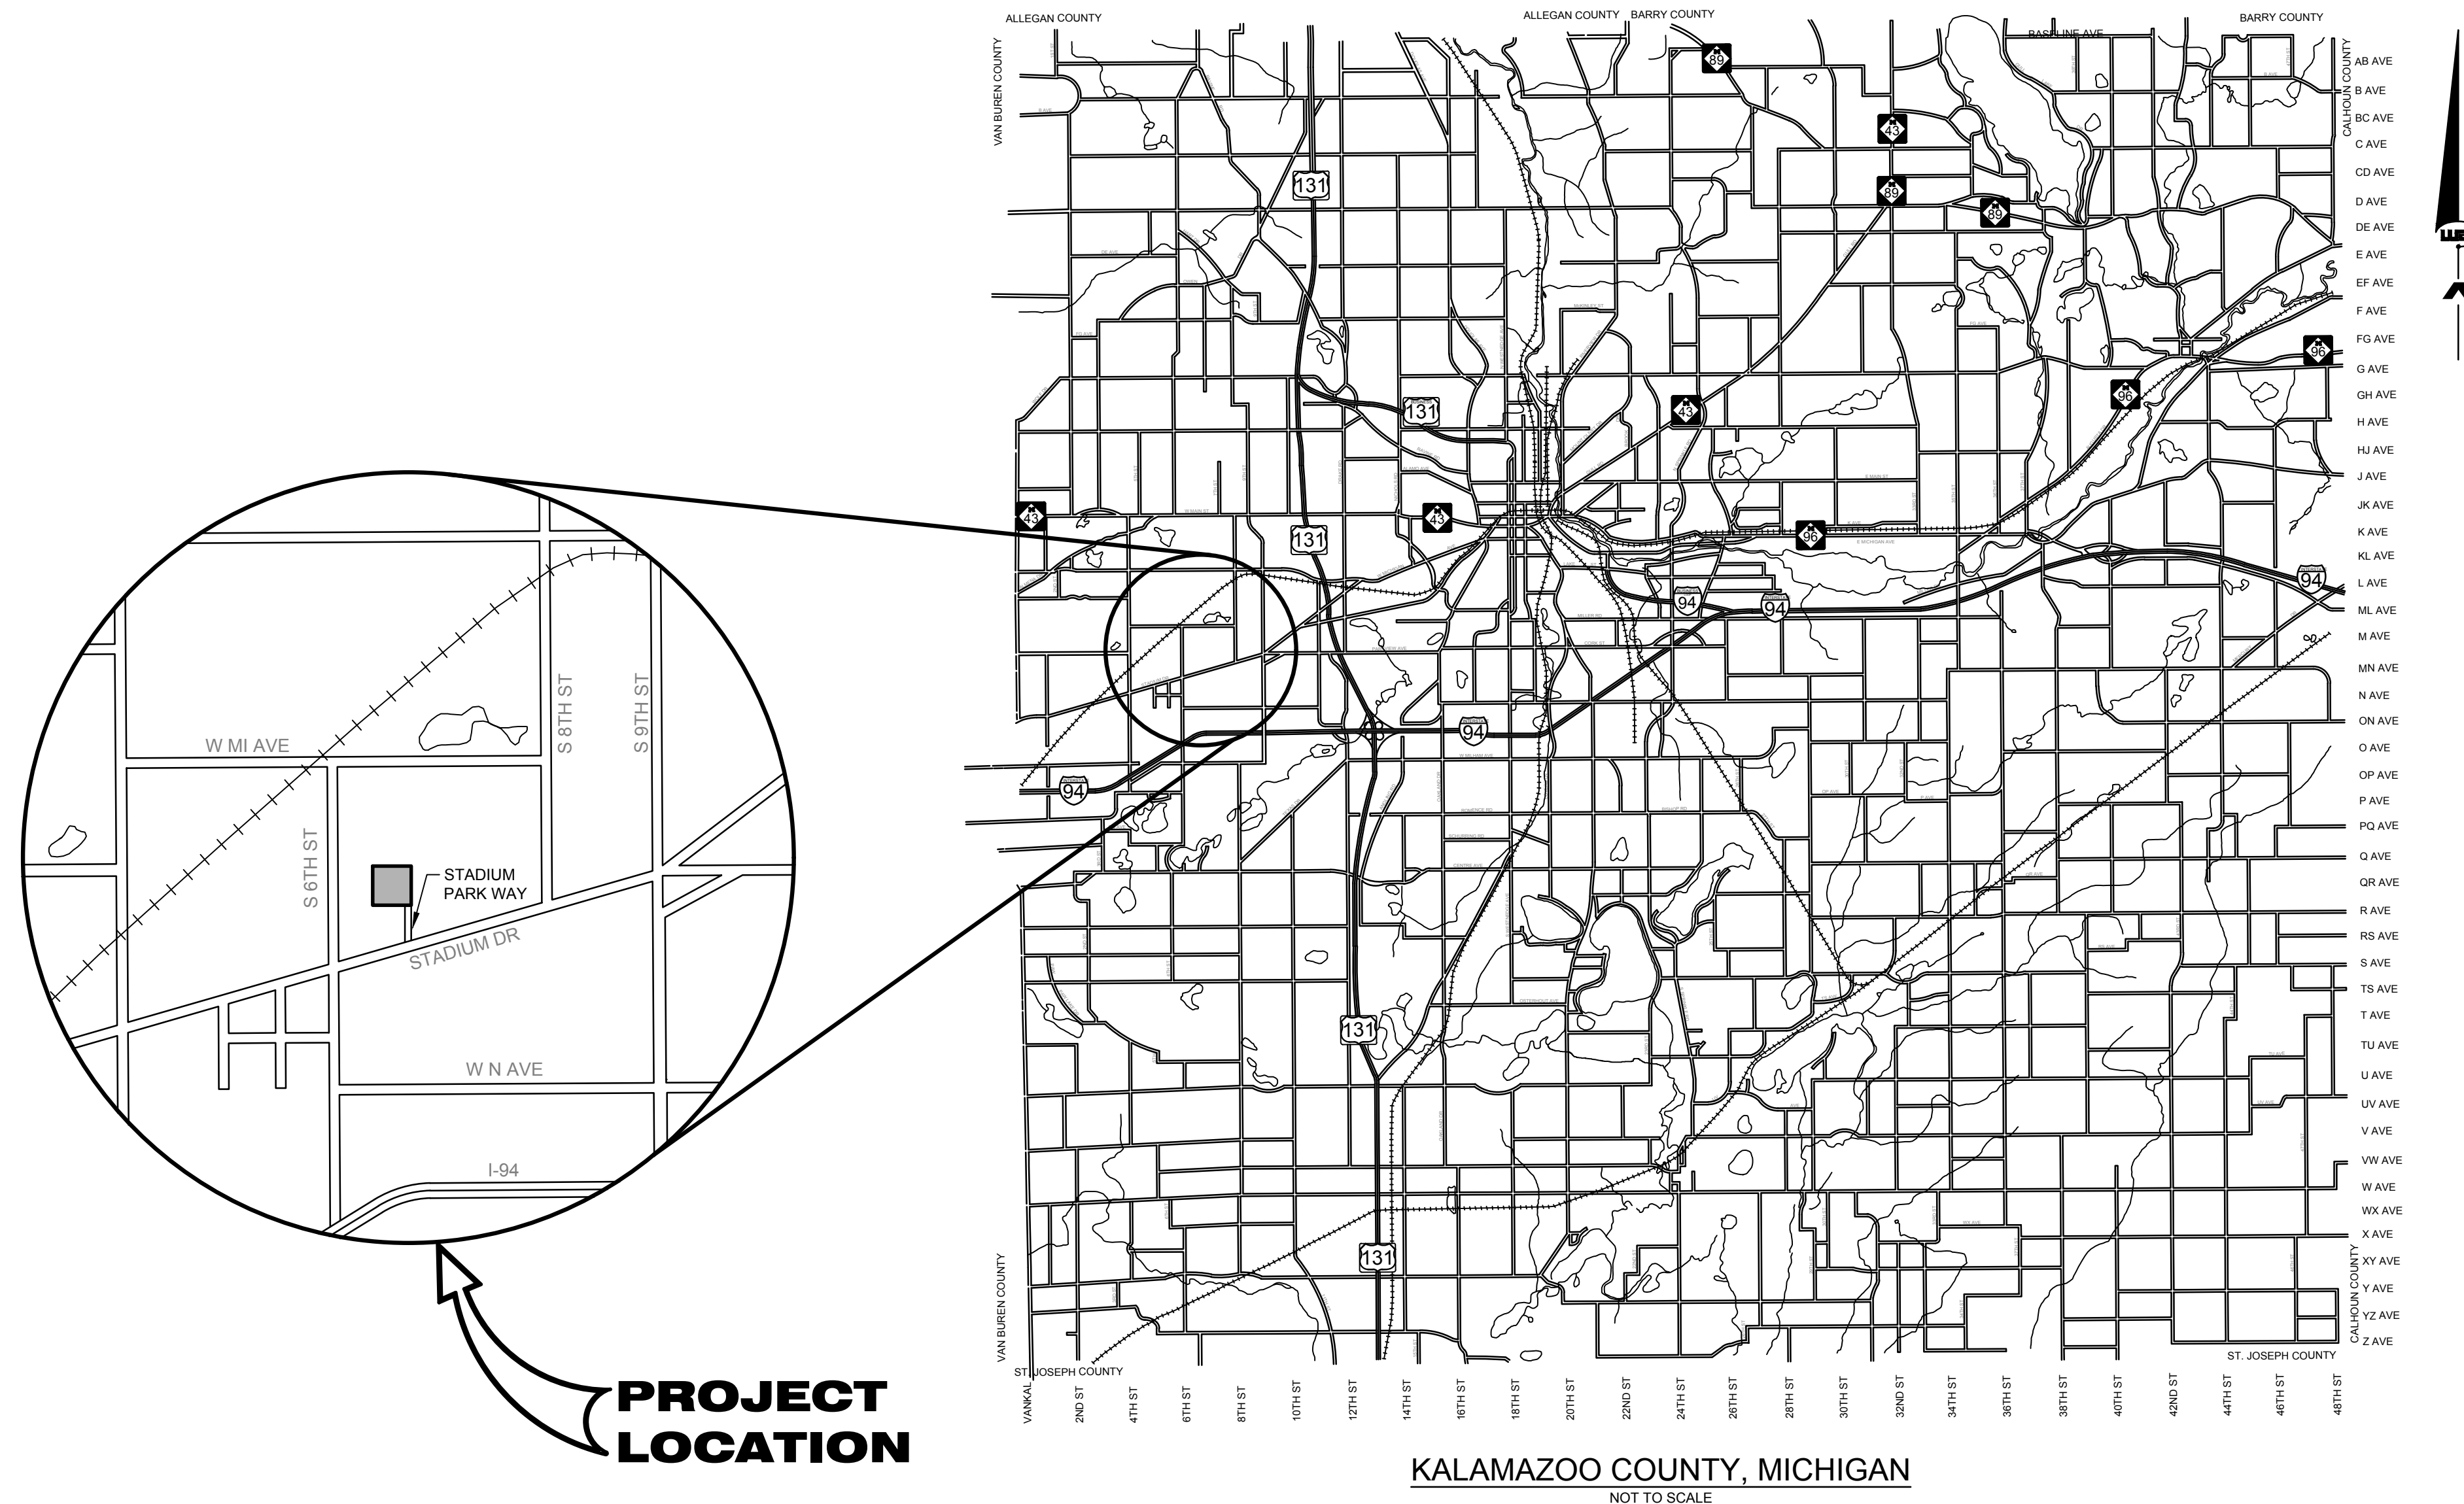 ALLEGAN COUNTY
ALLEGAN COUNTY
BARRY COUNTY
BARRY COUNTY
VAN BUREN COUNTY
CALHOUN COUNTY
BASELINE AVE
AB AVE
B AVE
BC AVE
C AVE
CD AVE
D AVE
DE AVE
E AVE
EF AVE
F AVE
FG AVE
G AVE
GH AVE
H AVE
HJ AVE
J AVE
JK AVE
K AVE
KL AVE
L AVE
ML AVE
M AVE
MN AVE
N AVE
ON AVE
O AVE
OP AVE
P AVE
PQ AVE
Q AVE
QR AVE
R AVE
RS AVE
S AVE
TS AVE
T AVE
TU AVE
U AVE
UV AVE
V AVE
VW AVE
W AVE
WX AVE
X AVE
XY AVE
Y AVE
YZ AVE
Z AVE
M
89
M
43
M
89
M
89
131
M
96
M
96
131
M
43
M
43
M
43
131
M
96
94
94
94
94
94
131
131
W MAIN ST
E MAIN ST
E MICHIGAN AVE
W MI AVE
S 8TH ST
S 9TH ST
S 6TH ST
STADIUM
PARK WAY
STADIUM DR
W N AVE
I-94
PROJECT
LOCATION
VAN BUREN COUNTY
CALHOUN COUNTY
ST. JOSEPH COUNTY
ST. JOSEPH COUNTY
VANKAL
2ND ST
4TH ST
6TH ST
8TH ST
10TH ST
12TH ST
14TH ST
16TH ST
18TH ST
20TH ST
22ND ST
24TH ST
26TH ST
28TH ST
30TH ST
32ND ST
34TH ST
36TH ST
38TH ST
40TH ST
42ND ST
44TH ST
46TH ST
48TH ST
KALAMAZOO COUNTY, MICHIGAN
NOT TO SCALE